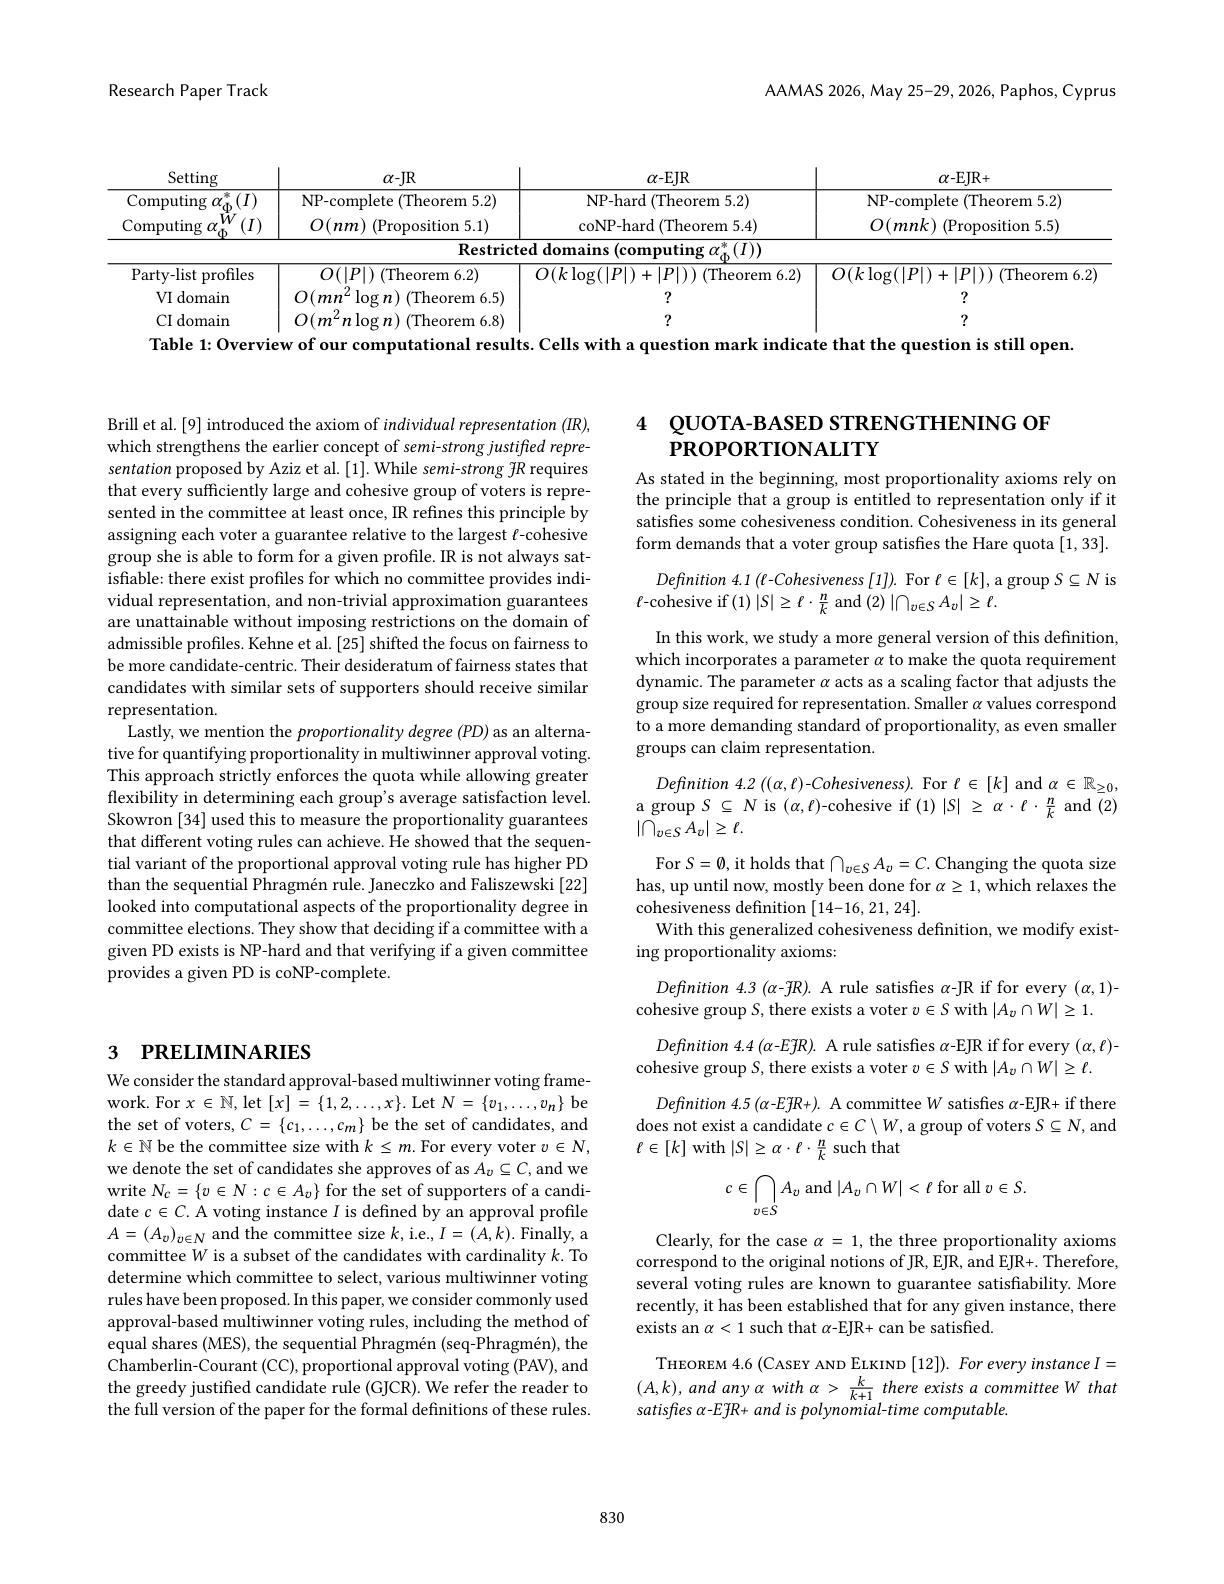 Research Paper Track
AAMAS 2026, May 25–29, 2026, Paphos, Cyprus
Setting α-JR α-EJR α-EJR+
Computing α*_Φ(I) NP-complete (Theorem 5.2) NP-hard (Theorem 5.2) NP-complete (Theorem 5.2)
Computing α^W_Φ(I) O(nm) (Proposition 5.1) coNP-hard (Theorem 5.4) O(mnk) (Proposition 5.5)
Restricted domains (computing α*_Φ(I))
Party-list profiles O(|P|) (Theorem 6.2) O(k log(|P|) + |P|)) (Theorem 6.2) O(k log(|P|) + |P|)) (Theorem 6.2)
VI domain O(mn² log n) (Theorem 6.5) ? ?
CI domain O(m²n log n) (Theorem 6.8) ? ?
Table 1: Overview of our computational results. Cells with a question mark indicate that the question is still open.
Brill et al. [9] introduced the axiom of individual representation (IR),
which strengthens the earlier concept of semi-strong justified repre-
sentation proposed by Aziz et al. [1]. While semi-strong JR requires
that every sufficiently large and cohesive group of voters is repre-
sented in the committee at least once, IR refines this principle by
assigning each voter a guarantee relative to the largest ℓ-cohesive
group she is able to form for a given profile. IR is not always sat-
isfiable: there exist profiles for which no committee provides indi-
vidual representation, and non-trivial approximation guarantees
are unattainable without imposing restrictions on the domain of
admissible profiles. Kehne et al. [25] shifted the focus on fairness to
be more candidate-centric. Their desideratum of fairness states that
candidates with similar sets of supporters should receive similar
representation.
Lastly, we mention the proportionality degree (PD) as an alterna-
tive for quantifying proportionality in multiwinner approval voting.
This approach strictly enforces the quota while allowing greater
flexibility in determining each group's average satisfaction level.
Skowron [34] used this to measure the proportionality guarantees
that different voting rules can achieve. He showed that the sequen-
tial variant of the proportional approval voting rule has higher PD
than the sequential Phragmén rule. Janeczko and Faliszewski [22]
looked into computational aspects of the proportionality degree in
committee elections. They show that deciding if a committee with a
given PD exists is NP-hard and that verifying if a given committee
provides a given PD is coNP-complete.
3 PRELIMINARIES
We consider the standard approval-based multiwinner voting frame-
work. For x ∈ ℕ, let [x] = {1, 2, . . . , x}. Let N = {v₁, . . . , vₙ} be
the set of voters, C = {c₁, . . . , cₘ} be the set of candidates, and
k ∈ ℕ be the committee size with k ≤ m. For every voter v ∈ N,
we denote the set of candidates she approves of as A_v ⊆ C, and we
write N_c = {v ∈ N : c ∈ A_v} for the set of supporters of a candi-
date c ∈ C. A voting instance I is defined by an approval profile
A = (A_v)_{v∈N} and the committee size k, i.e., I = (A, k). Finally, a
committee W is a subset of the candidates with cardinality k. To
determine which committee to select, various multiwinner voting
rules have been proposed. In this paper, we consider commonly used
approval-based multiwinner voting rules, including the method of
equal shares (MES), the sequential Phragmén (seq-Phragmén), the
Chamberlin-Courant (CC), proportional approval voting (PAV), and
the greedy justified candidate rule (GJCR). We refer the reader to
the full version of the paper for the formal definitions of these rules.
4 QUOTA-BASED STRENGTHENING OF
PROPORTIONALITY
As stated in the beginning, most proportionality axioms rely on
the principle that a group is entitled to representation only if it
satisfies some cohesiveness condition. Cohesiveness in its general
form demands that a voter group satisfies the Hare quota [1, 33].
Definition 4.1 (ℓ-Cohesiveness [1]). For ℓ ∈ [k], a group S ⊆ N is
ℓ-cohesive if (1) |S| ≥ ℓ · n/k and (2) |⋂_{v∈S} A_v| ≥ ℓ.
In this work, we study a more general version of this definition,
which incorporates a parameter α to make the quota requirement
dynamic. The parameter α acts as a scaling factor that adjusts the
group size required for representation. Smaller α values correspond
to a more demanding standard of proportionality, as even smaller
groups can claim representation.
Definition 4.2 ((α, ℓ)-Cohesiveness). For ℓ ∈ [k] and α ∈ ℝ≥0,
a group S ⊆ N is (α, ℓ)-cohesive if (1) |S| ≥ α · ℓ · n/k and (2)
|⋂_{v∈S} A_v| ≥ ℓ.
For S = ∅, it holds that ⋂_{v∈S} A_v = C. Changing the quota size
has, up until now, mostly been done for α ≥ 1, which relaxes the
cohesiveness definition [14–16, 21, 24].
With this generalized cohesiveness definition, we modify exist-
ing proportionality axioms:
Definition 4.3 (α-JR). A rule satisfies α-JR if for every (α, 1)-
cohesive group S, there exists a voter v ∈ S with |A_v ∩ W| ≥ 1.
Definition 4.4 (α-EJR). A rule satisfies α-EJR if for every (α, ℓ)-
cohesive group S, there exists a voter v ∈ S with |A_v ∩ W| ≥ ℓ.
Definition 4.5 (α-EJR+). A committee W satisfies α-EJR+ if there
does not exist a candidate c ∈ C \ W, a group of voters S ⊆ N, and
ℓ ∈ [k] with |S| ≥ α · ℓ · n/k such that
c ∈ ⋂_{v∈S} A_v and |A_v ∩ W| < ℓ for all v ∈ S.
Clearly, for the case α = 1, the three proportionality axioms
correspond to the original notions of JR, EJR, and EJR+. Therefore,
several voting rules are known to guarantee satisfiability. More
recently, it has been established that for any given instance, there
exists an α < 1 such that α-EJR+ can be satisfied.
Theorem 4.6 (Casey and Elkind [12]). For every instance I =
(A, k), and any α with α > k/(k+1) there exists a committee W that
satisfies α-EJR+ and is polynomial-time computable.
830